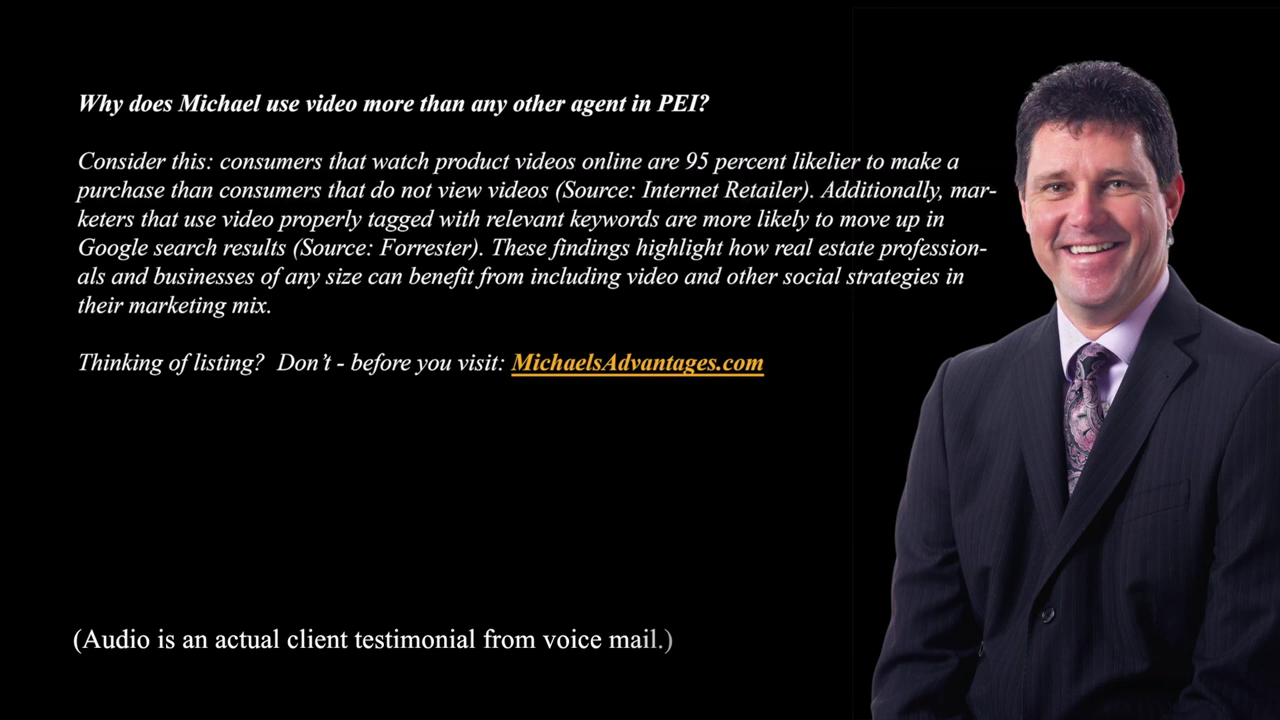 Why does Michael use video more than any other agent in PEI?
Consider this: consumers that watch product videos online are 95 percent likelier to make a
purchase than consumers that do not view videos (Source: Internet Retailer). Additionally, mar-
keters that use video properly tagged with relevant keywords are more likely to move up in
Google search results (Source: Forrester). These findings highlight how real estate profession-
als and businesses of any size can benefit from including video and other social strategies in
their marketing mix.
Thinking of listing?  Don’t - before you visit: MichaelsAdvantages.com
(Audio is an actual client testimonial from voice mail.)